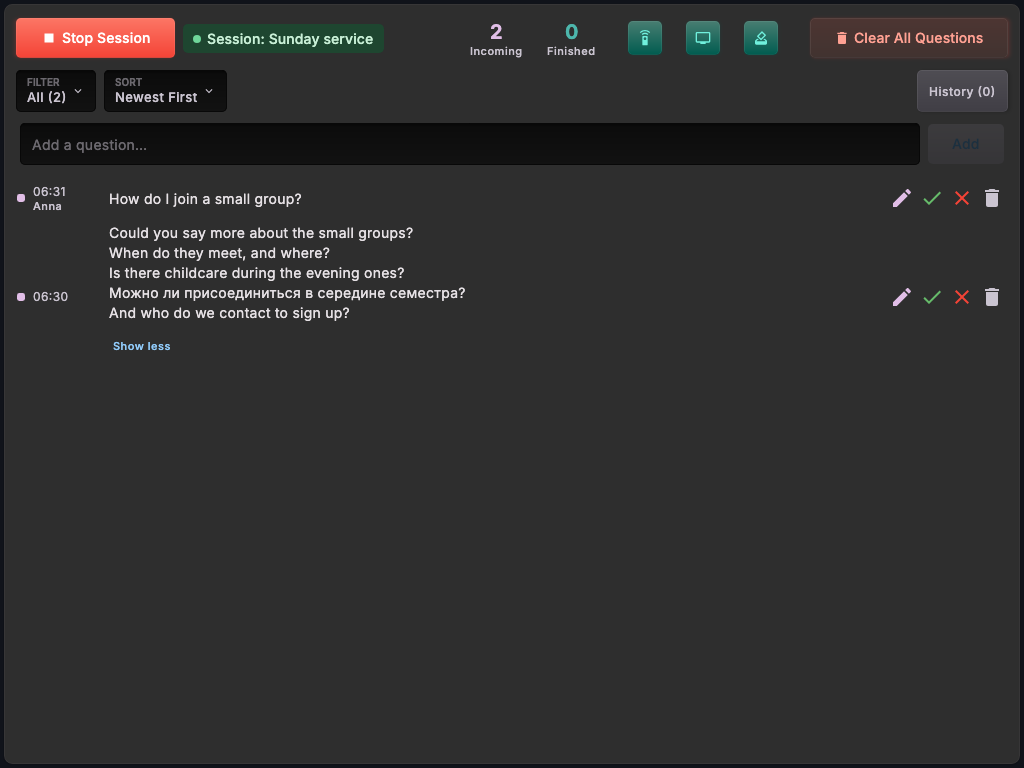 Stop Session
Session: Sunday service
2
Incoming
0
Finished
Clear All Questions
FILTER
All (2)
SORT
Newest First
History (0)
Add a question...
Add
06:31
Anna
How do I join a small group?
06:30
Could you say more about the small groups?
When do they meet, and where?
Is there childcare during the evening ones?
Можно ли присоединиться в середине семестра?
And who do we contact to sign up?
Show less